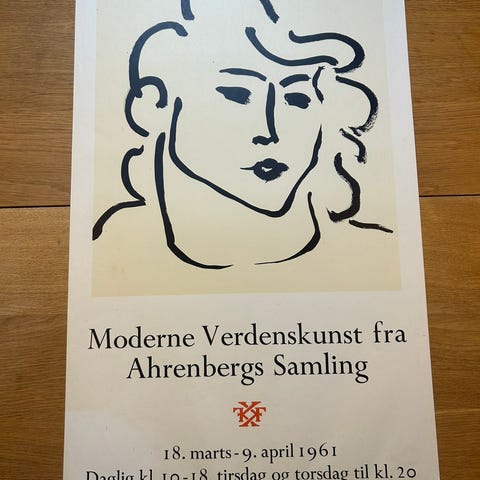 Moderne Verdenskunst fra
Ahrenbergs Samling
18. marts-9. april 1961
Daglig kl. 10-18, tirsdag og torsdag til kl. 20